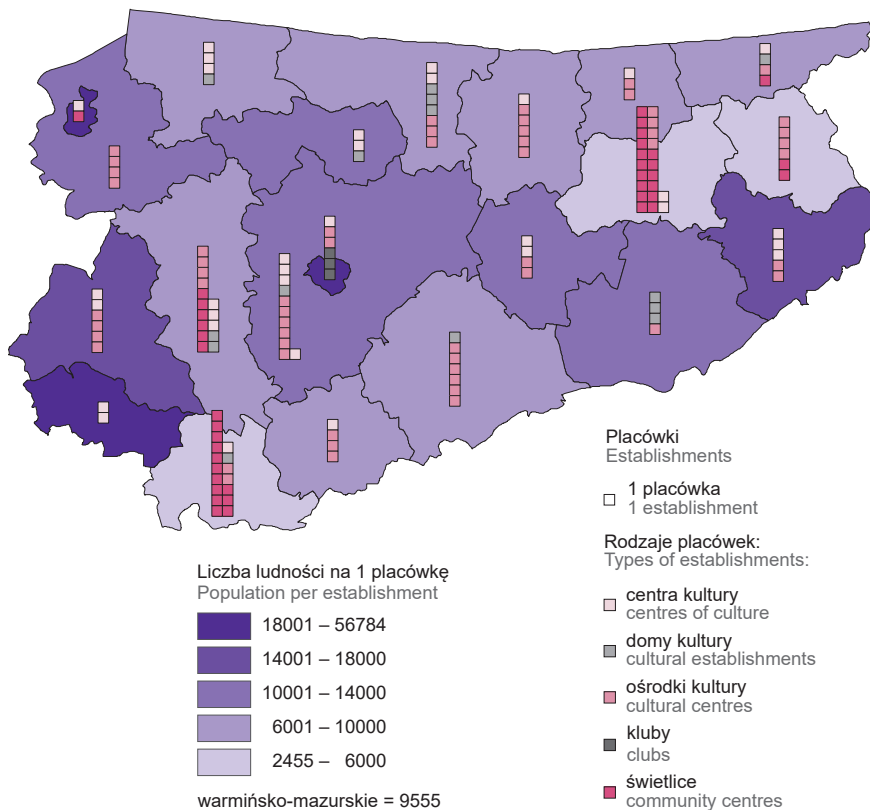 Placówki
Establishments
1 placówka
1 establishment
Rodzaje placówek:
Types of establishments:
centra kultury
centres of culture
domy kultury
cultural establishments
ośrodki kultury
cultural centres
kluby
clubs
świetlice
community centres
Liczba ludności na 1 placówkę
Population per establishment
18001 – 56784
14001 – 18000
10001 – 14000
6001 – 10000
2455 – 6000
warmińsko-mazurskie = 9555